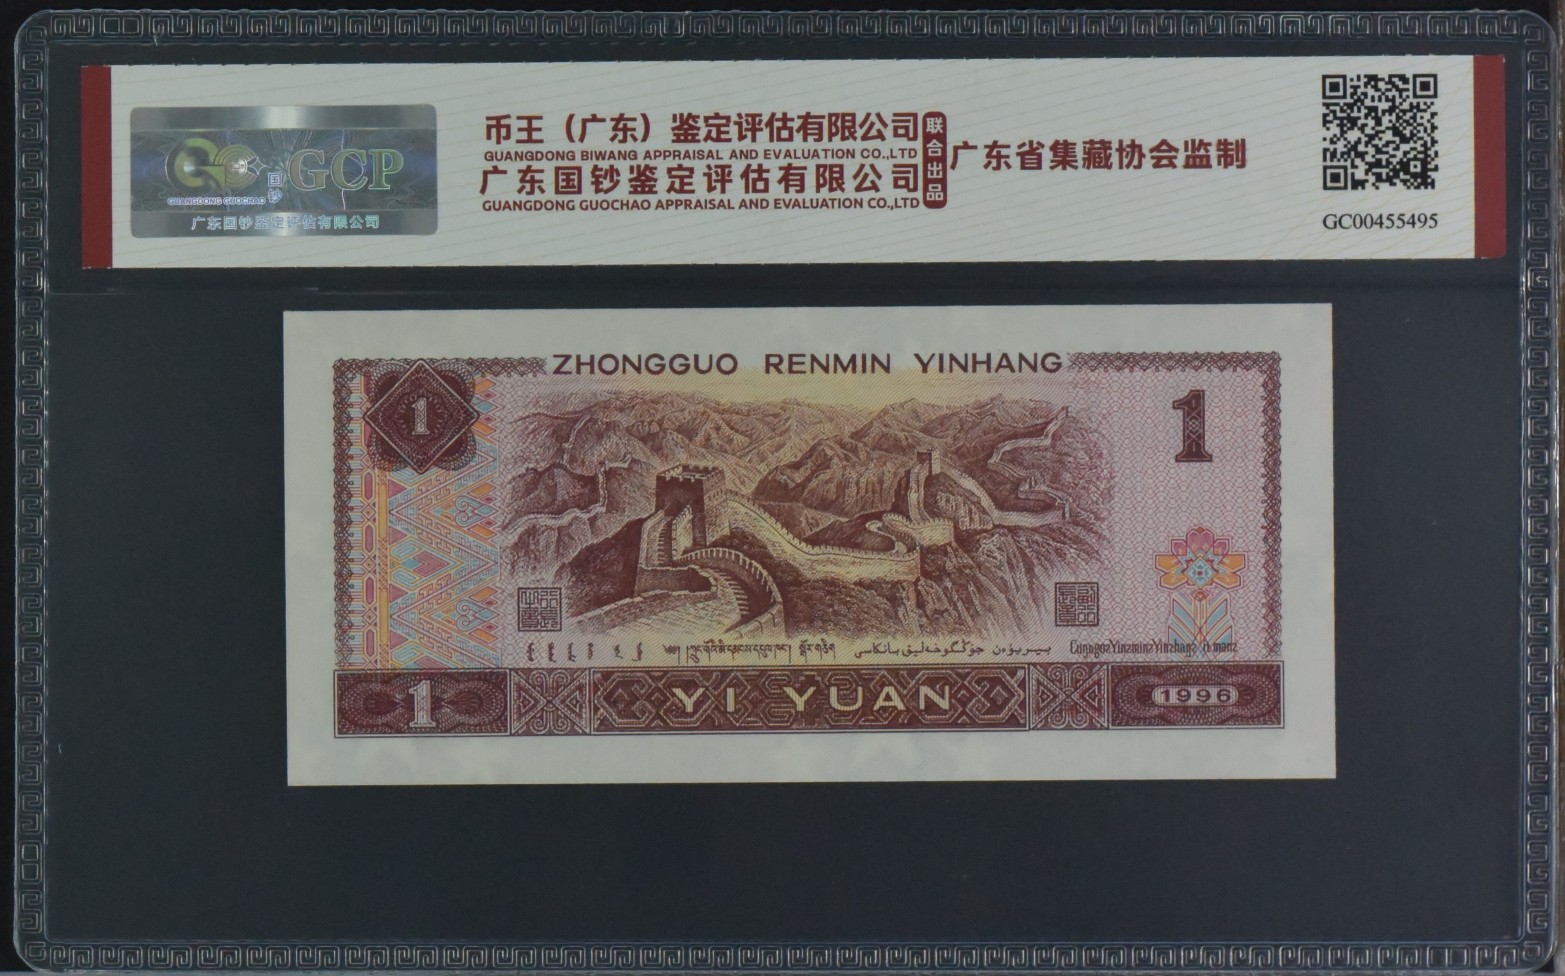 GCP
国钞
GUANGDONG GUOCHAO
广东国钞鉴定评估有限公司
币王（广东）鉴定评估有限公司
GUANGDONG BIWANG APPRAISAL AND EVALUATION CO.,LTD
广东国钞鉴定评估有限公司
GUANGDONG GUOCHAO APPRAISAL AND EVALUATION CO.,LTD
联合出品
广东省集藏协会监制
GC00455495
ZHONGGUO RENMIN YINHANG
1
1
1
YI YUAN
1996